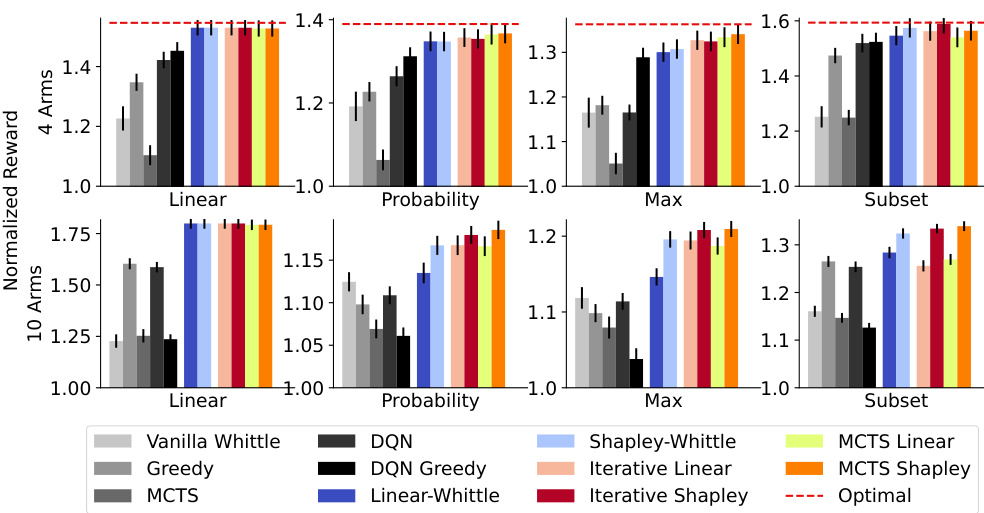 Normalized Reward
4 Arms
1.4
1.2
1.0
Linear
1.4
1.2
1.0
Probability
1.3
1.2
1.1
1.0
Max
1.6
1.4
1.2
1.0
Subset
10 Arms
1.75
1.50
1.25
1.00
Linear
1.15
1.10
1.05
1.00
Probability
1.2
1.1
1.0
Max
1.3
1.2
1.1
1.0
Subset
Vanilla Whittle DQN Shapley-Whittle MCTS Linear
Greedy DQN Greedy Iterative Linear MCTS Shapley
MCTS Linear-Whittle Iterative Shapley Optimal